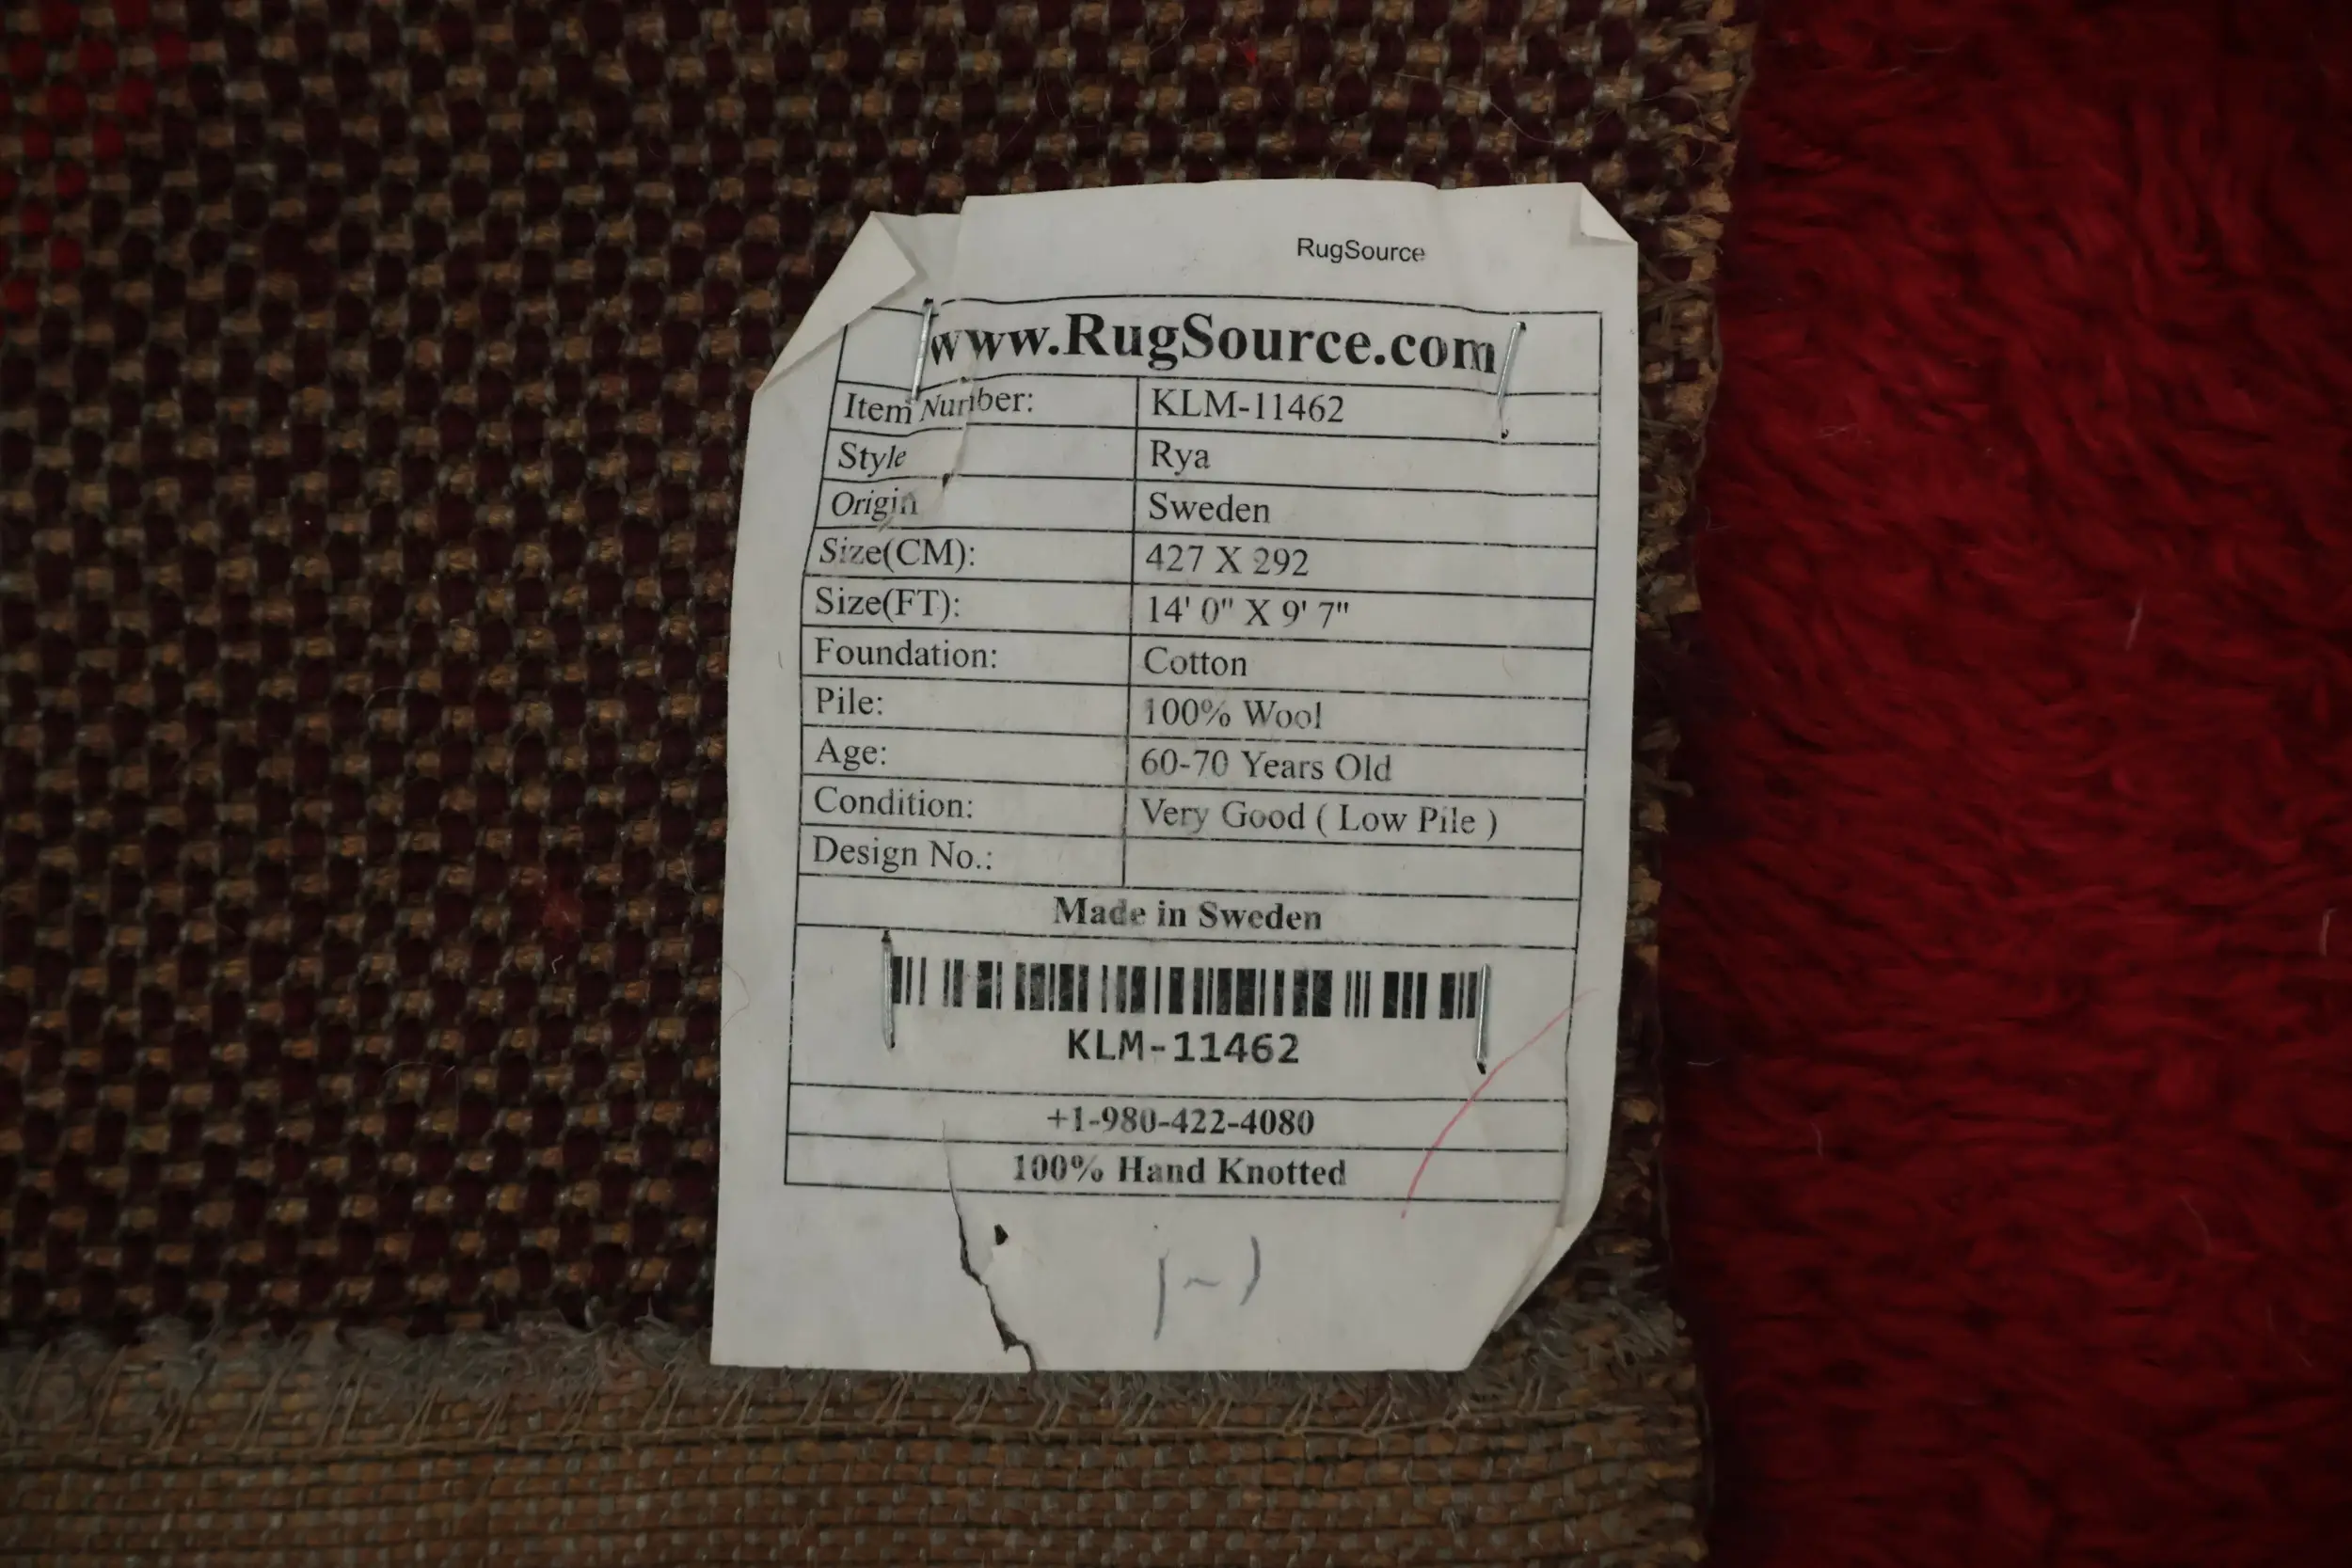 RugSource
www.RugSource.com
Item Number: KLM-11462
Style Rya
Origin Sweden
Size(CM): 427 X 292
Size(FT): 14' 0" X 9' 7"
Foundation: Cotton
Pile: 100% Wool
Age: 60-70 Years Old
Condition: Very Good ( Low Pile )
Design No.:
Made in Sweden
KLM-11462
+1-980-422-4080
100% Hand Knotted